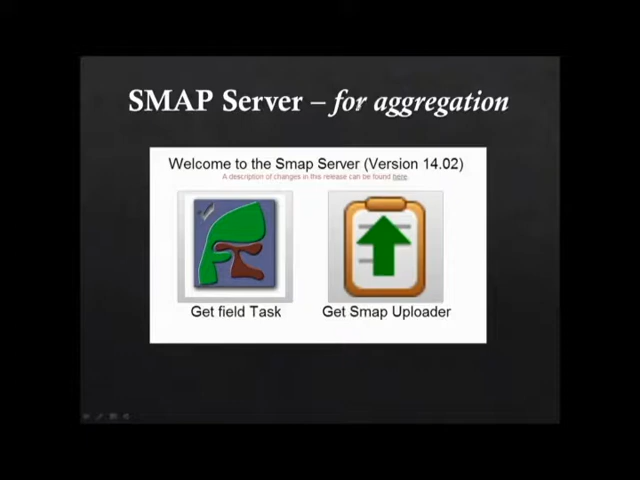 SMAP Server – for aggregation
Welcome to the Smap Server (Version 14.02)
A description of changes in this release can be found here.
Get field Task
Get Smap Uploader